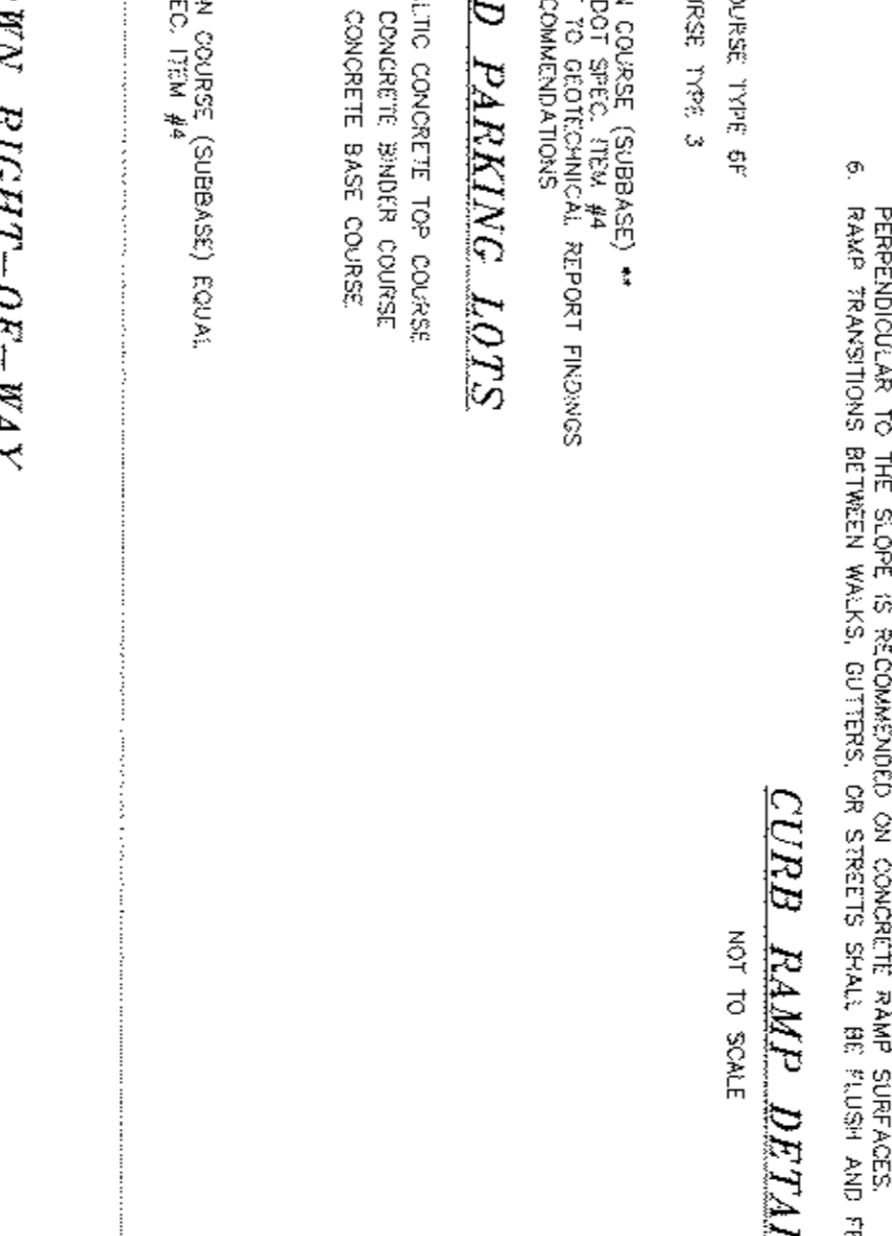 PERPENDICULAR TO THE SLOPE IS RECOMMENDED ON CONCRETE RAMP SURFACES.
6. RAMP TRANSITIONS BETWEEN WALKS, GUTTERS, OR STREETS SHALL BE FLUSH AND FE
CURB RAMP DETAI
NOT TO SCALE
OURSE TYPE 6F
URSE TYPE 3
N COURSE (SUBBASE) **
DOT SPEC. ITEM #4
TO GEOTECHNICAL REPORT FINDINGS
COMMENDATIONS
D PARKING LOTS
LTIC CONCRETE TOP COURSE
CONCRETE BINDER COURSE
CONCRETE BASE COURSE
ON COURSE (SUBBASE) EQUAL
EC. ITEM #4
WN RIGHT-OF-WAY